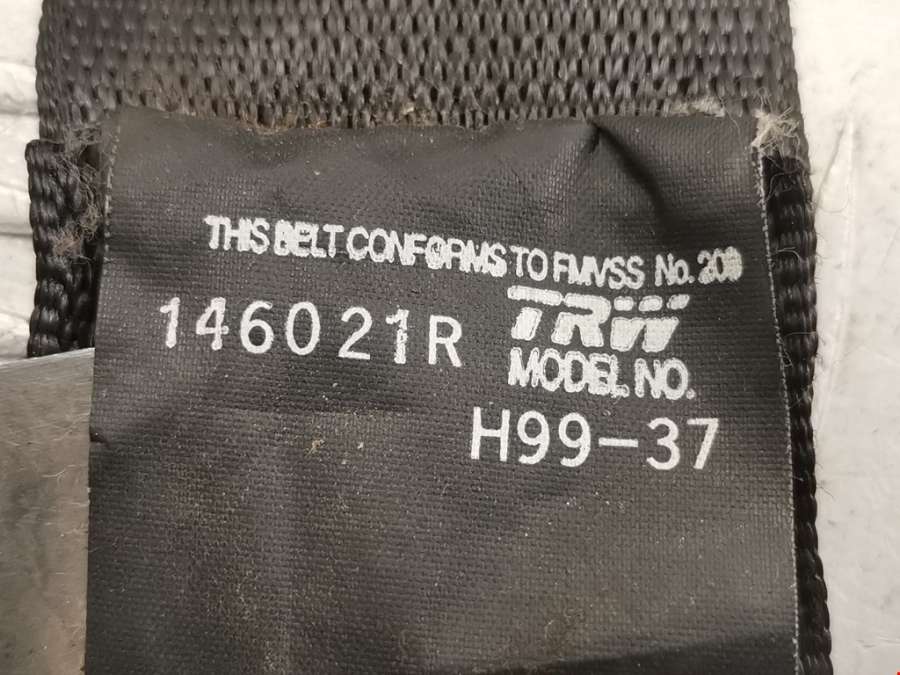 THIS BELT CONFORMS TO FMVSS No. 209
146021R TRW
MODEL NO.
H99-37